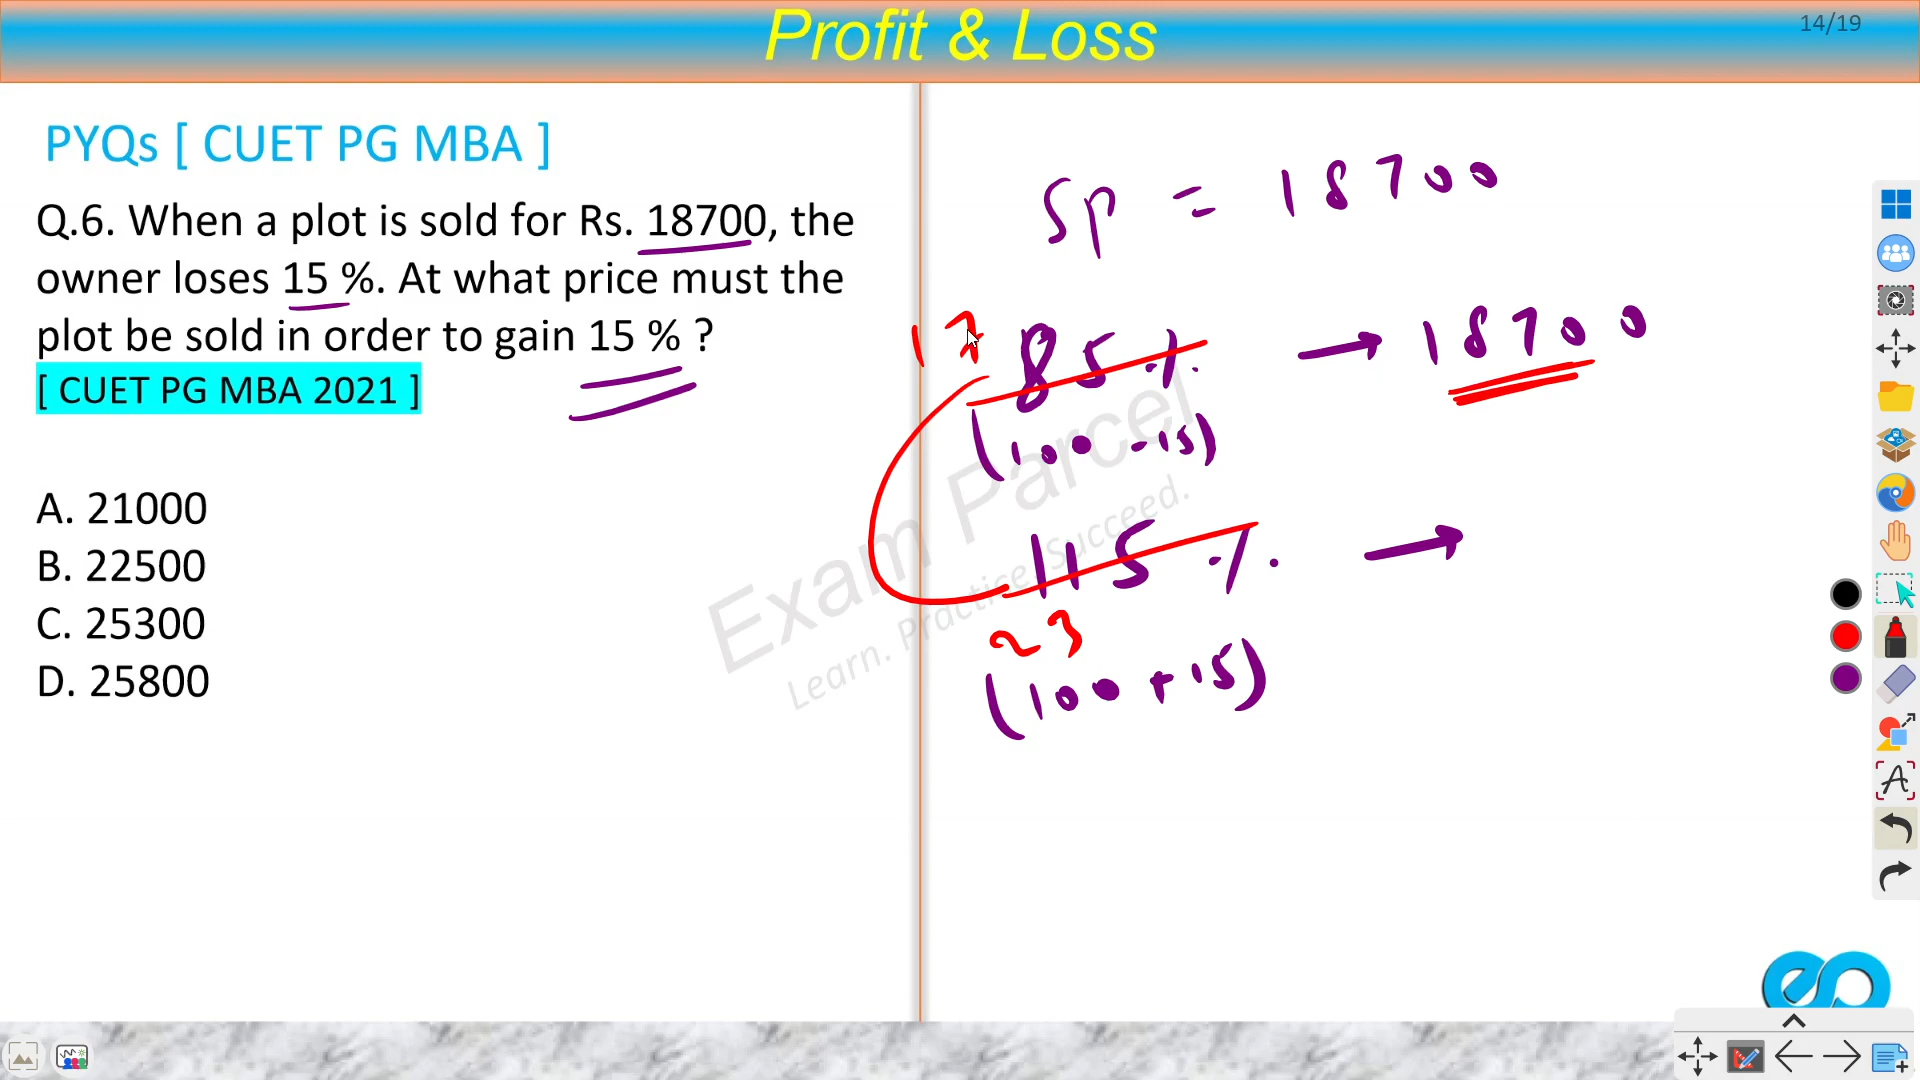 Profit & Loss
14/19
PYQs [ CUET PG MBA ]
Q.6. When a plot is sold for Rs. 18700, the
owner loses 15 %. At what price must the
plot be sold in order to gain 15 % ?
[ CUET PG MBA 2021 ]
A. 21000
B. 22500
C. 25300
D. 25800
SP = 18700
17
85 % → 18700
(100 - 15)
115 % →
23
(100 + 15)
Exam Parcel
Learn. Practice. Succeed.
ep